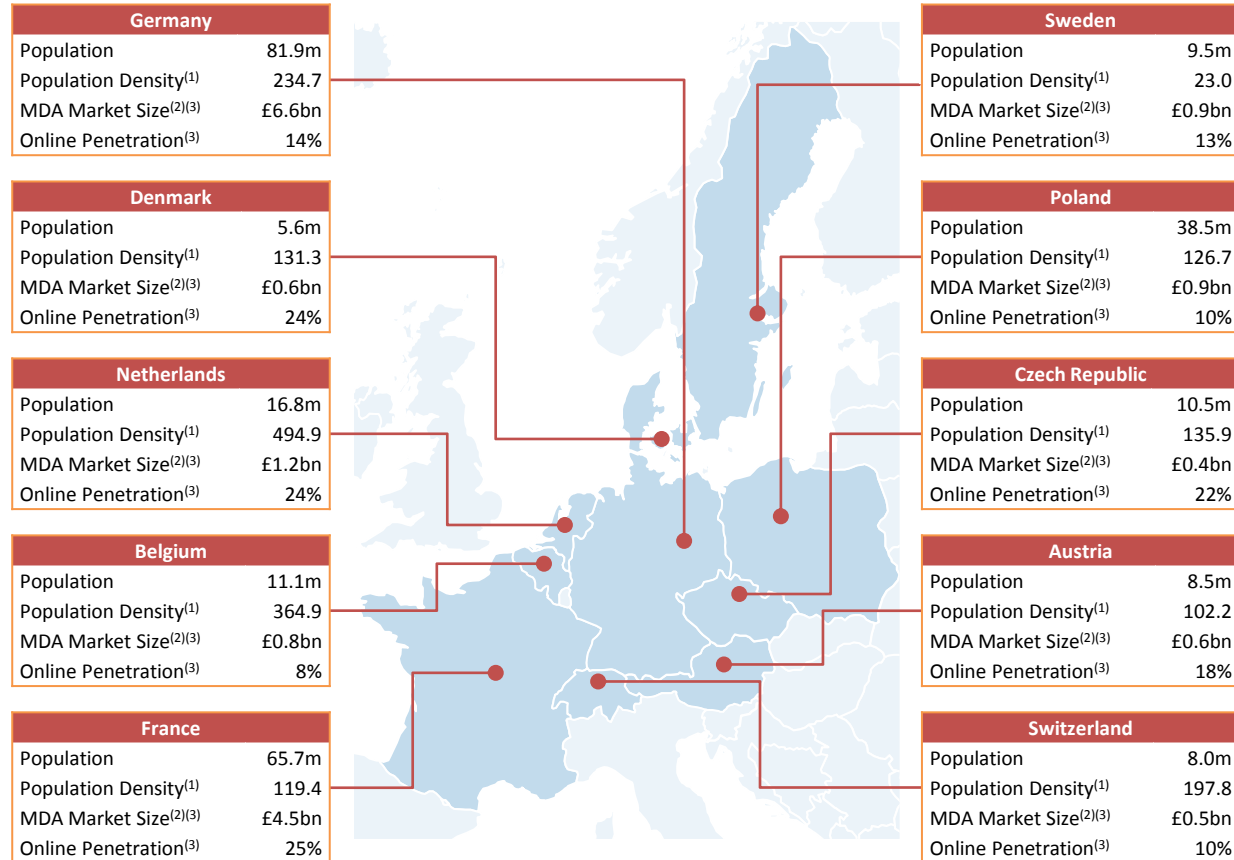 Germany
Population 81.9m
Population Density(1) 234.7
MDA Market Size(2)(3) £6.6bn
Online Penetration(3) 14%
Denmark
Population 5.6m
Population Density(1) 131.3
MDA Market Size(2)(3) £0.6bn
Online Penetration(3) 24%
Netherlands
Population 16.8m
Population Density(1) 494.9
MDA Market Size(2)(3) £1.2bn
Online Penetration(3) 24%
Belgium
Population 11.1m
Population Density(1) 364.9
MDA Market Size(2)(3) £0.8bn
Online Penetration(3) 8%
France
Population 65.7m
Population Density(1) 119.4
MDA Market Size(2)(3) £4.5bn
Online Penetration(3) 25%
Sweden
Population 9.5m
Population Density(1) 23.0
MDA Market Size(2)(3) £0.9bn
Online Penetration(3) 13%
Poland
Population 38.5m
Population Density(1) 126.7
MDA Market Size(2)(3) £0.9bn
Online Penetration(3) 10%
Czech Republic
Population 10.5m
Population Density(1) 135.9
MDA Market Size(2)(3) £0.4bn
Online Penetration(3) 22%
Austria
Population 8.5m
Population Density(1) 102.2
MDA Market Size(2)(3) £0.6bn
Online Penetration(3) 18%
Switzerland
Population 8.0m
Population Density(1) 197.8
MDA Market Size(2)(3) £0.5bn
Online Penetration(3) 10%